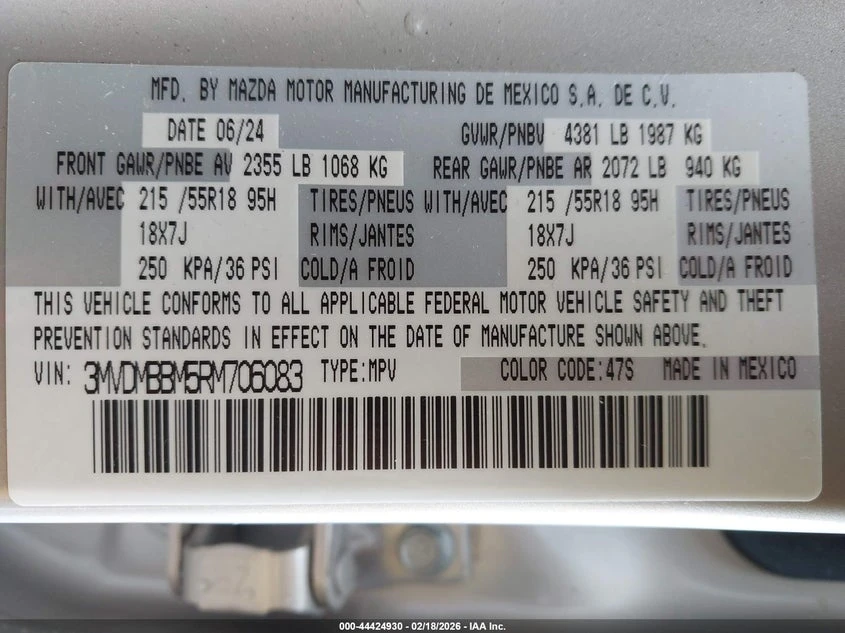 MFD. BY MAZDA MOTOR MANUFACTURING DE MEXICO S.A. DE C.V.
DATE 06/24 GVWR/PNBV 4381 LB 1987 KG
FRONT GAWR/PNBE AV 2355 LB 1068 KG REAR GAWR/PNBE AR 2072 LB 940 KG
WITH/AVEC 215 /55R18 95H TIRES/PNEUS WITH/AVEC 215 /55R18 95H TIRES/PNEUS
18X7J RIMS/JANTES 18X7J RIMS/JANTES
250 KPA/36 PSI COLD/A FROID 250 KPA/36 PSI COLD/A FROID
THIS VEHICLE CONFORMS TO ALL APPLICABLE FEDERAL MOTOR VEHICLE SAFETY AND THEFT
PREVENTION STANDARDS IN EFFECT ON THE DATE OF MANUFACTURE SHOWN ABOVE.
VIN: 3MVDMBBM5RM706083 TYPE:MPV COLOR CODE:47S MADE IN MEXICO
000-44424930 - 02/18/2026 - IAA Inc.